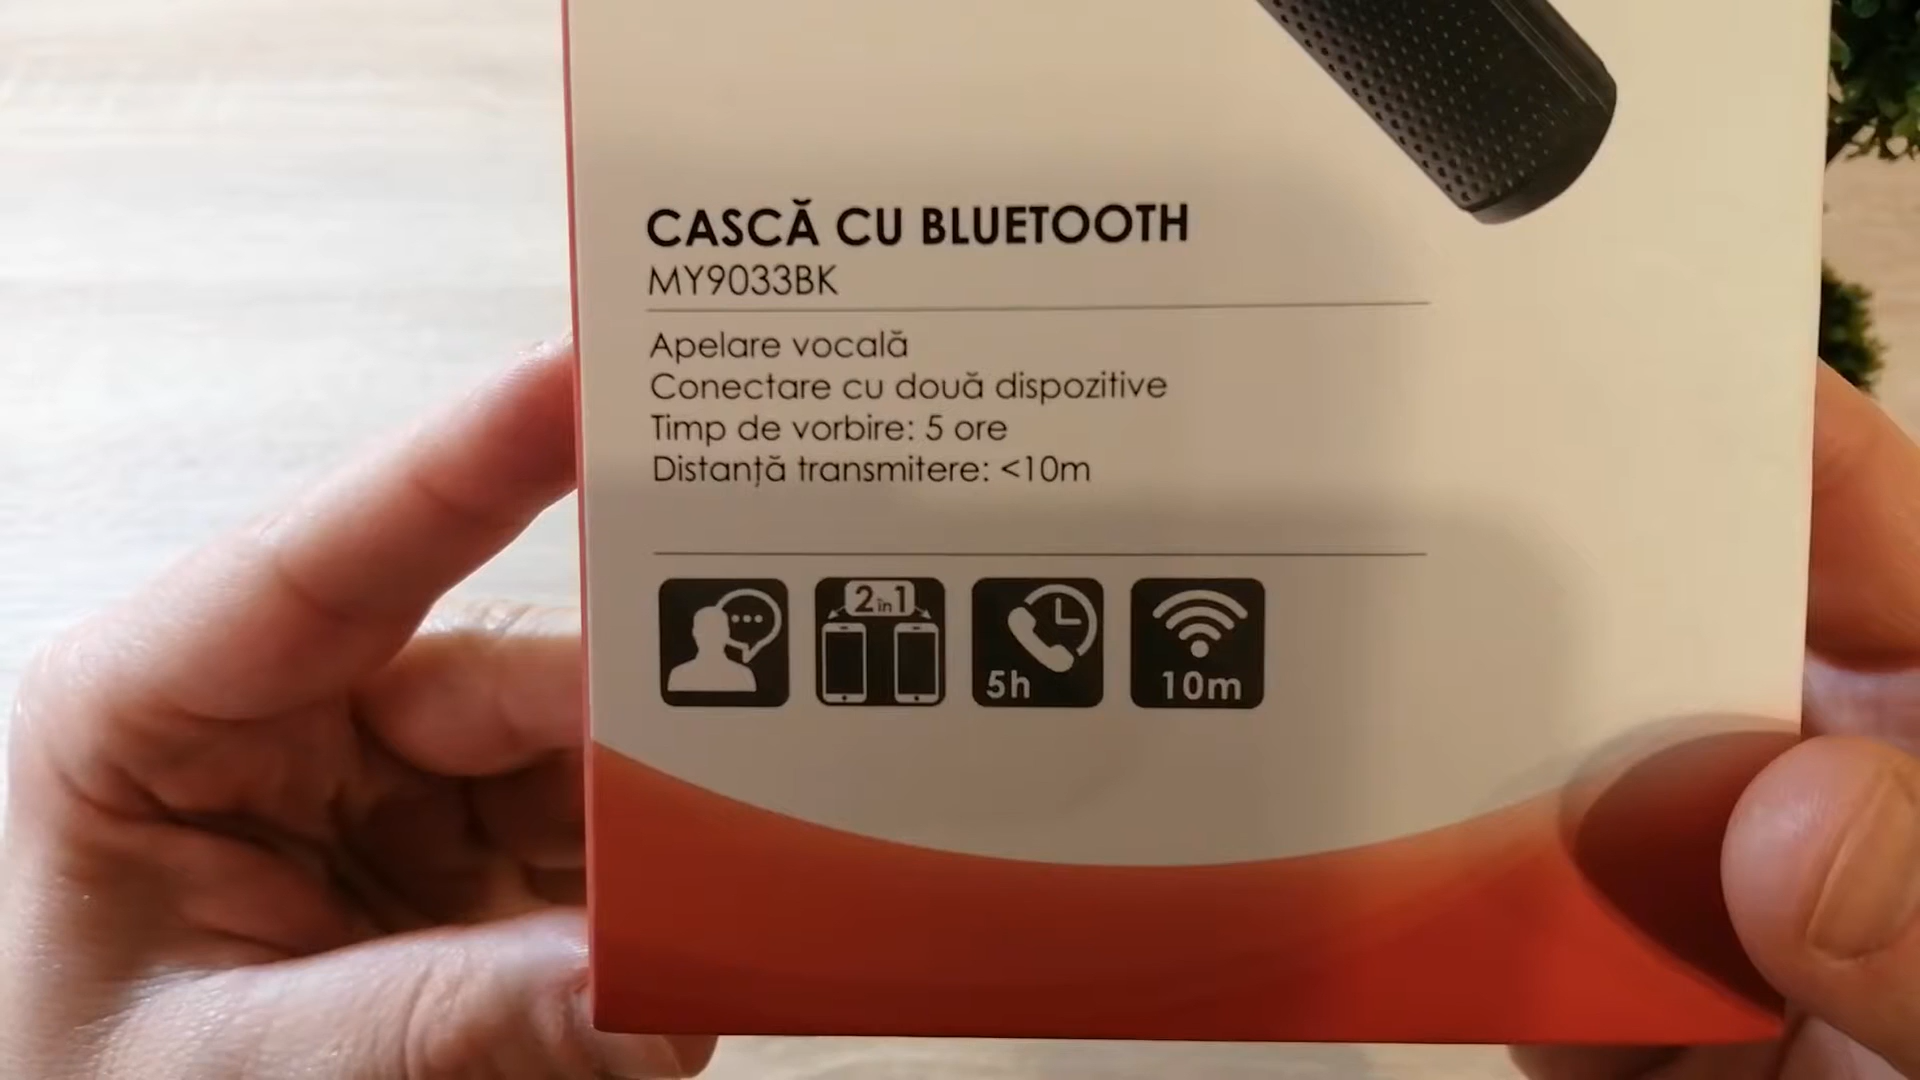 CASCĂ CU BLUETOOTH
MY9033BK
Apelare vocală
Conectare cu două dispozitive
Timp de vorbire: 5 ore
Distanță transmitere: <10m
2 în 1
5h
10m